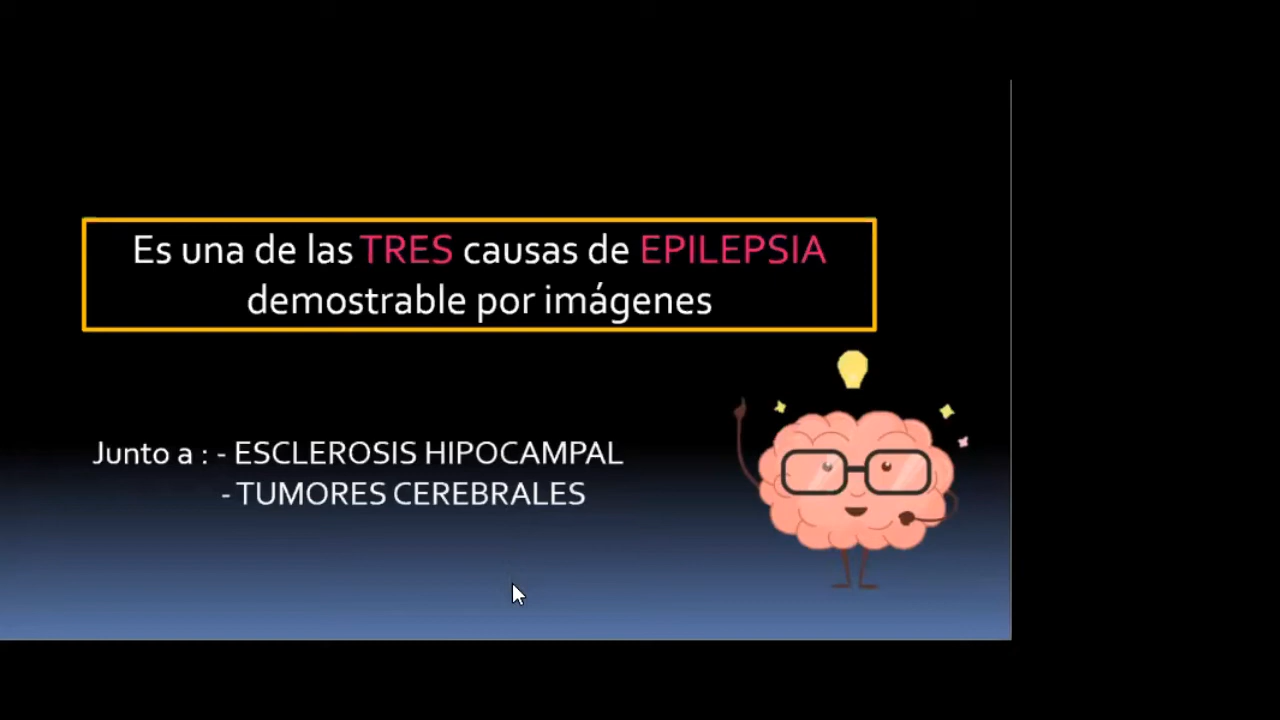 Es una de las TRES causas de EPILEPSIA
demostrable por imágenes
Junto a : - ESCLEROSIS HIPOCAMPAL
- TUMORES CEREBRALES